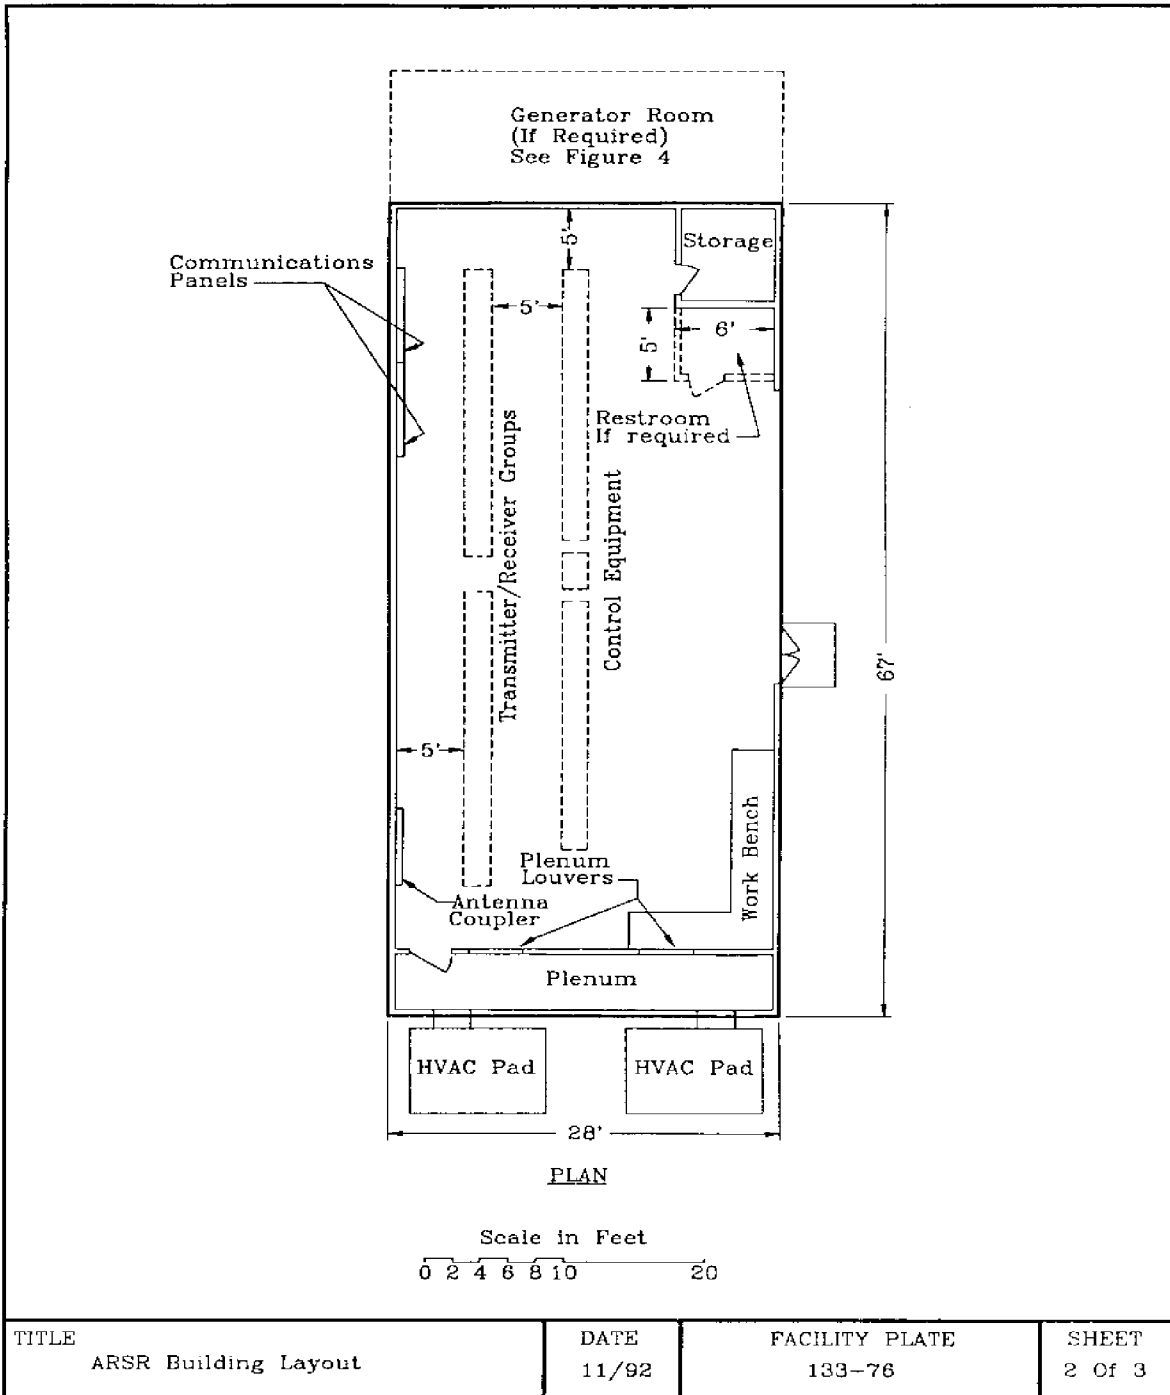 Generator Room
(If Required)
See Figure 4
5'
Storage
Communications
Panels
5'
5'
6'
Restroom
If required
Transmitter/Receiver Groups
Control Equipment
67'
5'
Work Bench
Plenum
Louvers
Antenna
Coupler
Plenum
HVAC Pad
HVAC Pad
28'
PLAN
Scale in Feet
0 2 4 6 8 10 20
TITLE
ARSR Building Layout
DATE
11/92
FACILITY PLATE
133-76
SHEET
2 Of 3